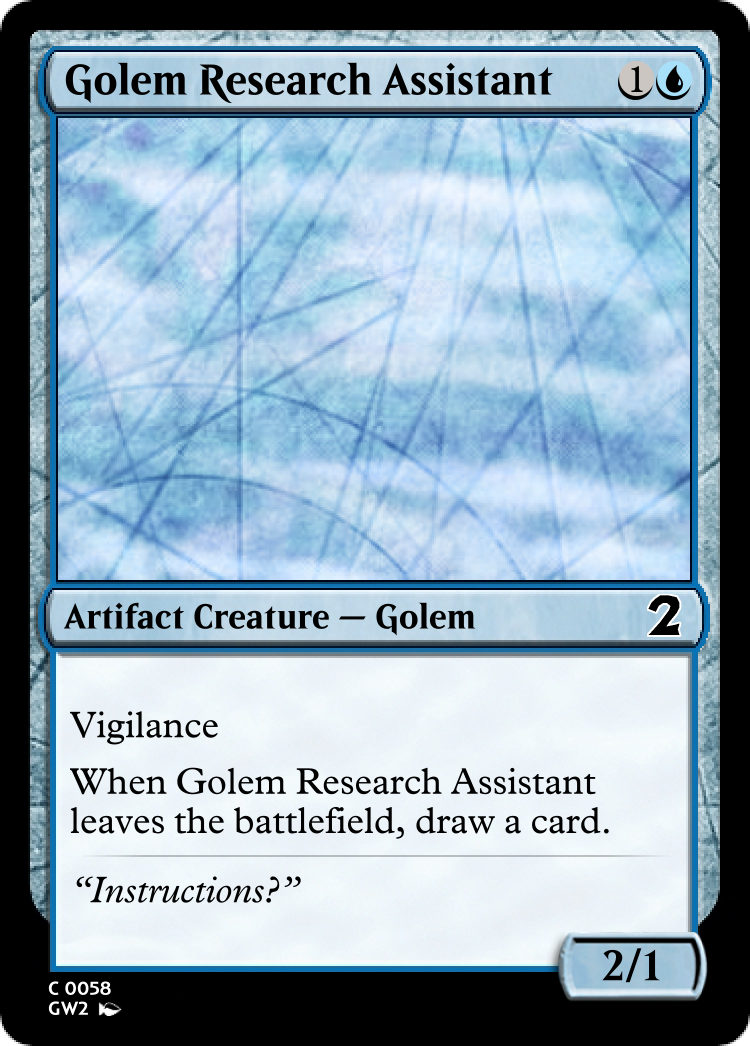 Golem Research Assistant 1
Artifact Creature — Golem 2
Vigilance
When Golem Research Assistant
leaves the battlefield, draw a card.
“Instructions?”
2/1
C 0058
GW2